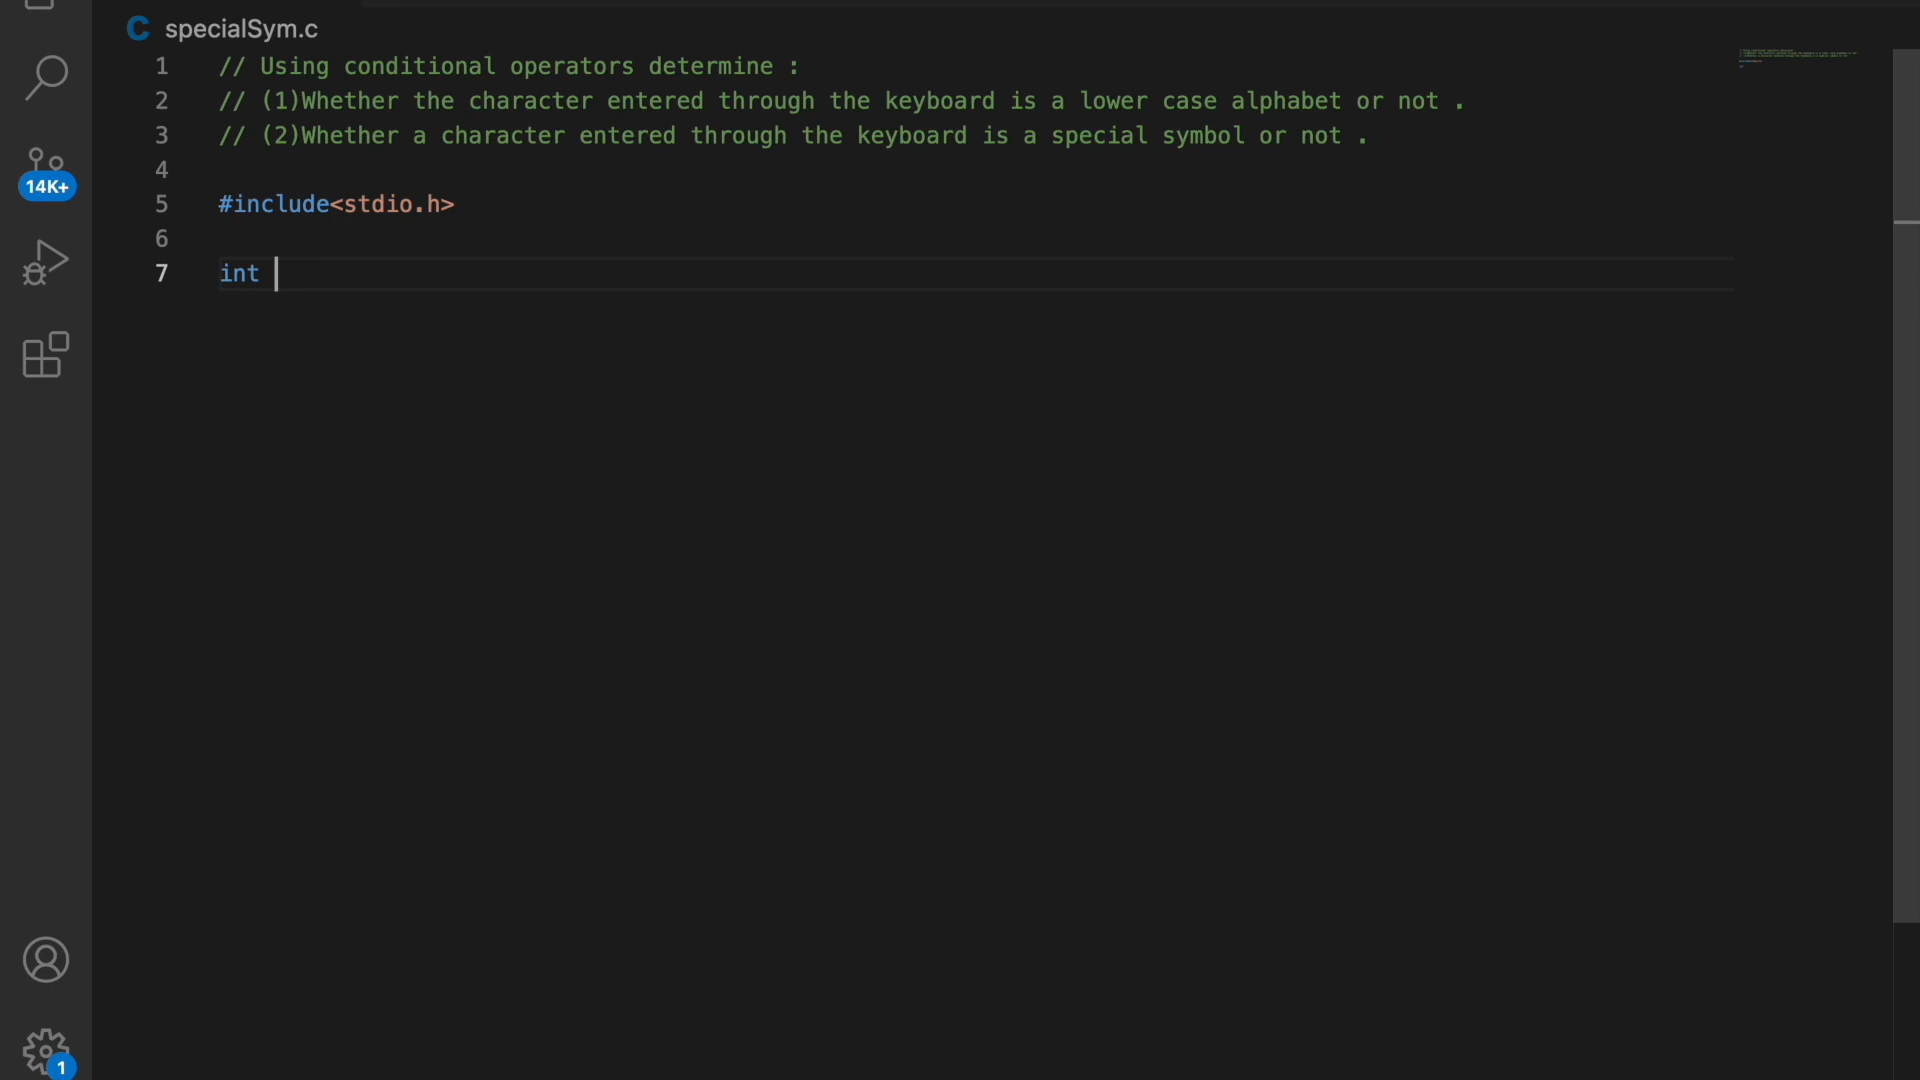 C specialSym.c
1 // Using conditional operators determine :
2 // (1)Whether the character entered through the keyboard is a lower case alphabet or not .
3 // (2)Whether a character entered through the keyboard is a special symbol or not .
4
5 #include<stdio.h>
6
7 int
14K+
1